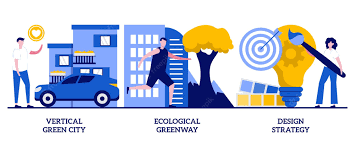 VERTICAL
GREEN CITY
ECOLOGICAL
GREENWAY
DESIGN
STRATEGY